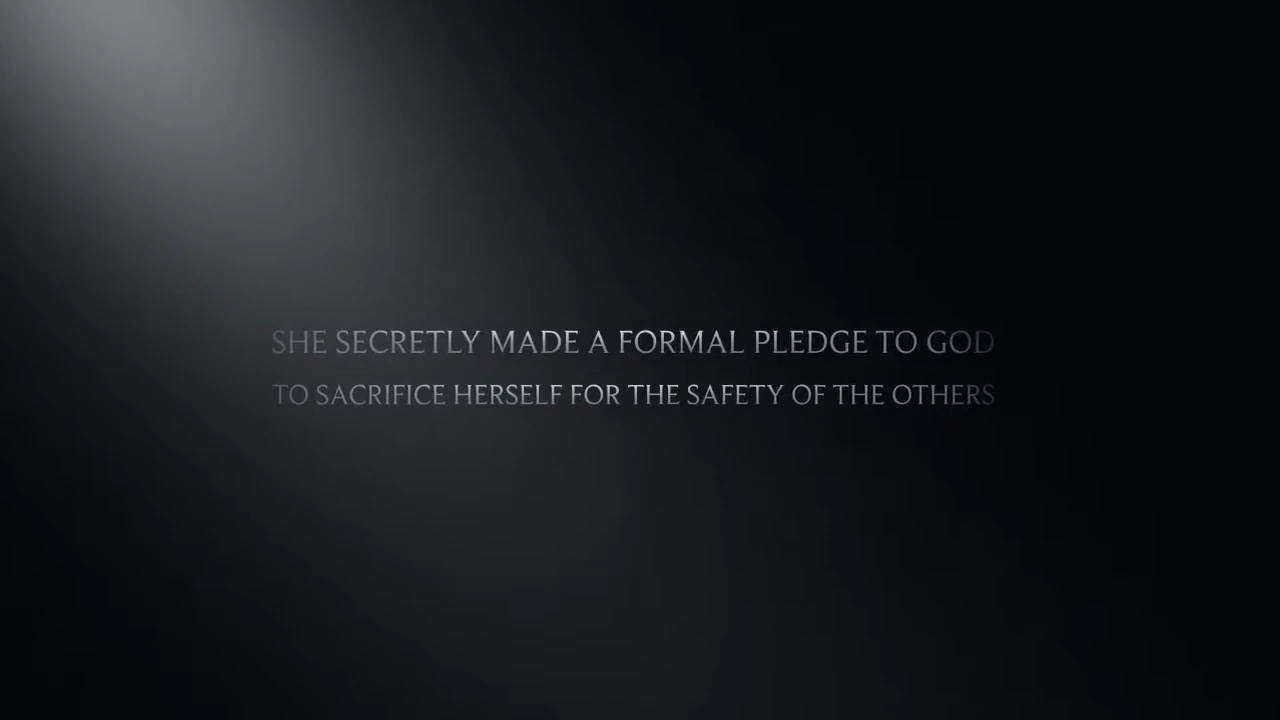 SHE SECRETLY MADE A FORMAL PLEDGE TO GOD
TO SACRIFICE HERSELF FOR THE SAFETY OF THE OTHERS